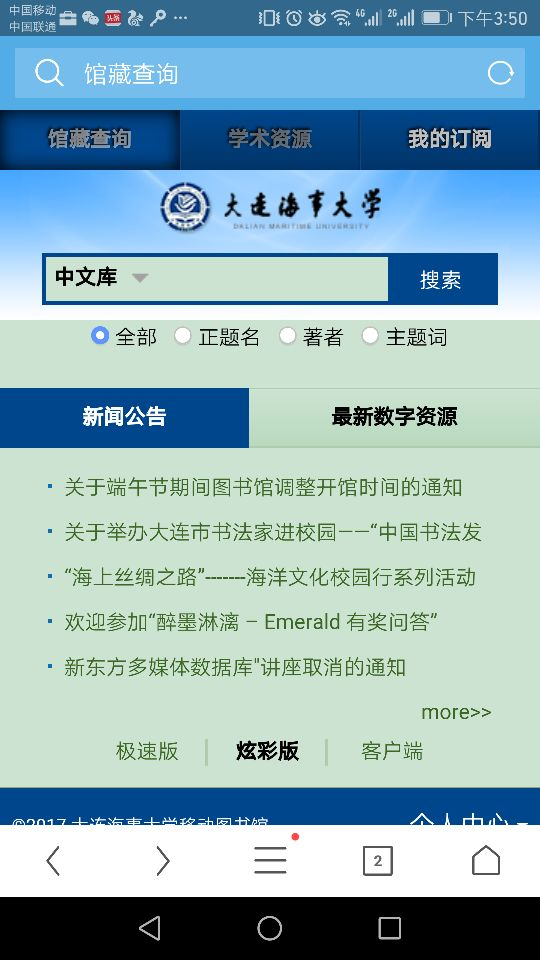 中国移动
中国联通
头条
4G
2G
下午3:50
馆藏查询
馆藏查询
学术资源
我的订阅
大连海事大学
DALIAN MARITIME UNIVERSITY
中文库
搜索
全部
正题名
著者
主题词
新闻公告
最新数字资源
关于端午节期间图书馆调整开馆时间的通知
关于举办大连市书法家进校园——“中国书法发
“海上丝绸之路”-------海洋文化校园行系列活动
欢迎参加“醉墨淋漓 – Emerald 有奖问答”
新东方多媒体数据库"讲座取消的通知
more>>
极速版
炫彩版
客户端
©2017 大连海事大学移动图书馆
个人中心
2